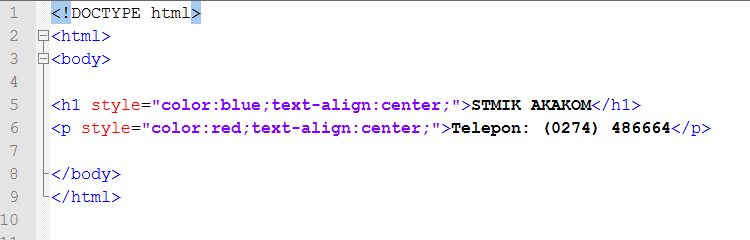 1 <!DOCTYPE html>
2 <html>
3 <body>
4
5 <h1 style="color:blue;text-align:center;">STMIK AKAKOM</h1>
6 <p style="color:red;text-align:center;">Telepon: (0274) 486664</p>
7
8 </body>
9 </html>
10